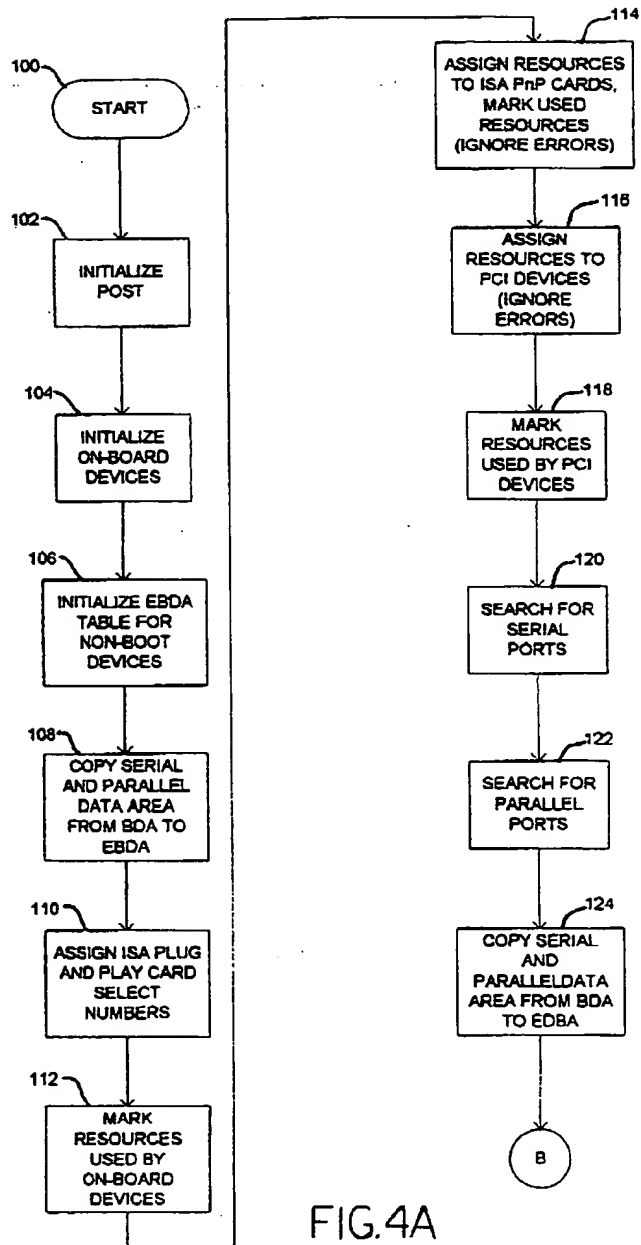 100
START
102
INITIALIZE
POST
104
INITIALIZE
ON-BOARD
DEVICES
106
INITIALIZE EBDA
TABLE FOR
NON-BOOT
DEVICES
108
COPY SERIAL
AND PARALLEL
DATA AREA
FROM BDA TO
EBDA
110
ASSIGN ISA PLUG
AND PLAY CARD
SELECT
NUMBERS
112
MARK
RESOURCES
USED BY
ON-BOARD
DEVICES
114
ASSIGN RESOURCES
TO ISA PnP CARDS,
MARK USED
RESOURCES
(IGNORE ERRORS)
116
ASSIGN
RESOURCES TO
PCI DEVICES
(IGNORE
ERRORS)
118
MARK
RESOURCES
USED BY PCI
DEVICES
120
SEARCH FOR
SERIAL
PORTS
122
SEARCH FOR
PARALLEL
PORTS
124
COPY SERIAL
AND
PARALLELDATA
AREA FROM BDA
TO EDBA
B
FIG.4A